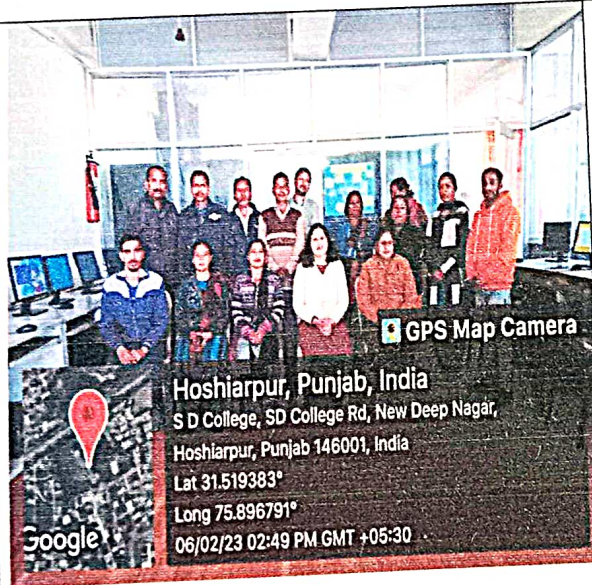 GPS Map Camera
Hoshiarpur, Punjab, India
S D College, SD College Rd, New Deep Nagar,
Hoshiarpur, Punjab 146001, India
Lat 31.519383°
Long 75.896791°
06/02/23 02:49 PM GMT +05:30
Google